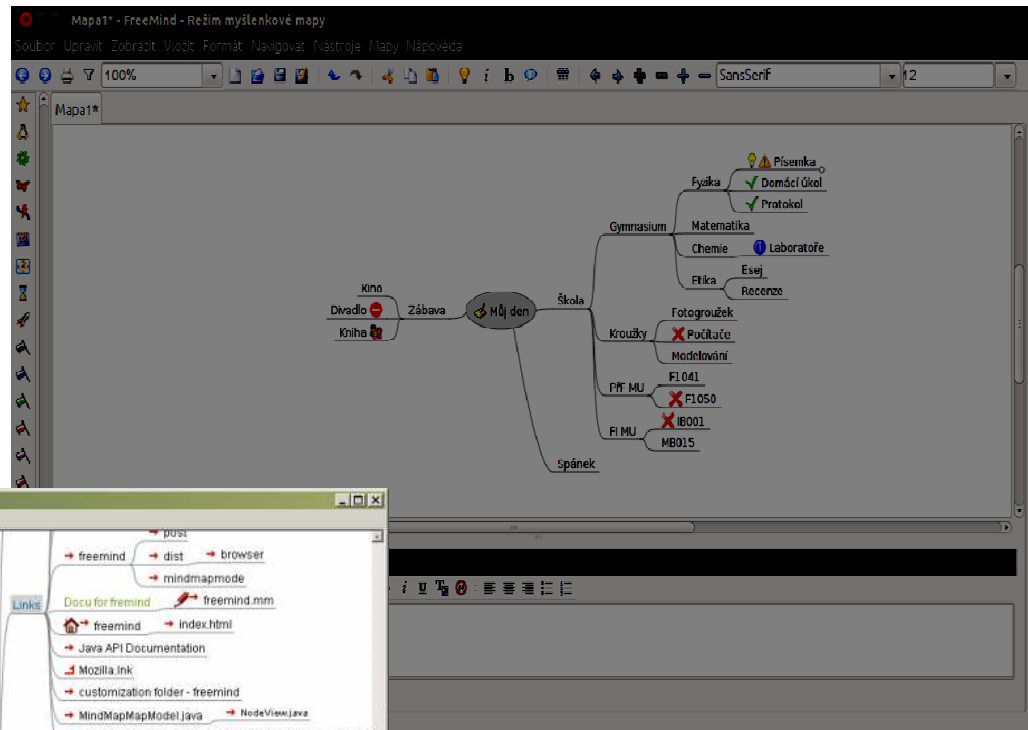 Mapa1* - FreeMind - Režim myšlenkové mapy
Soubor Upravit Zobrazit Vložit Formát Navigovat Nástroje Mapy Nápověda
100%
SansSerif
12
Mapa1*
Písemka
Fyzika
Domácí úkol
Protokol
Gymnasium
Matematika
Chemie
Laboratoře
Etika
Esej
Recenze
Kino
Divadlo
Zábava
Kniha
Můj den
Škola
Fotogroužek
Kroužky
Počítače
Modelování
PřF MU
F1041
F1050
FI MU
IB001
MB015
Spánek
post
freemind
dist
browser
mindmapmode
Links
Docu for fremind
freemind.mm
freemind
index.html
Java API Documentation
Mozilla.lnk
customization folder - freemind
MindMapMapModel.java
NodeView.java